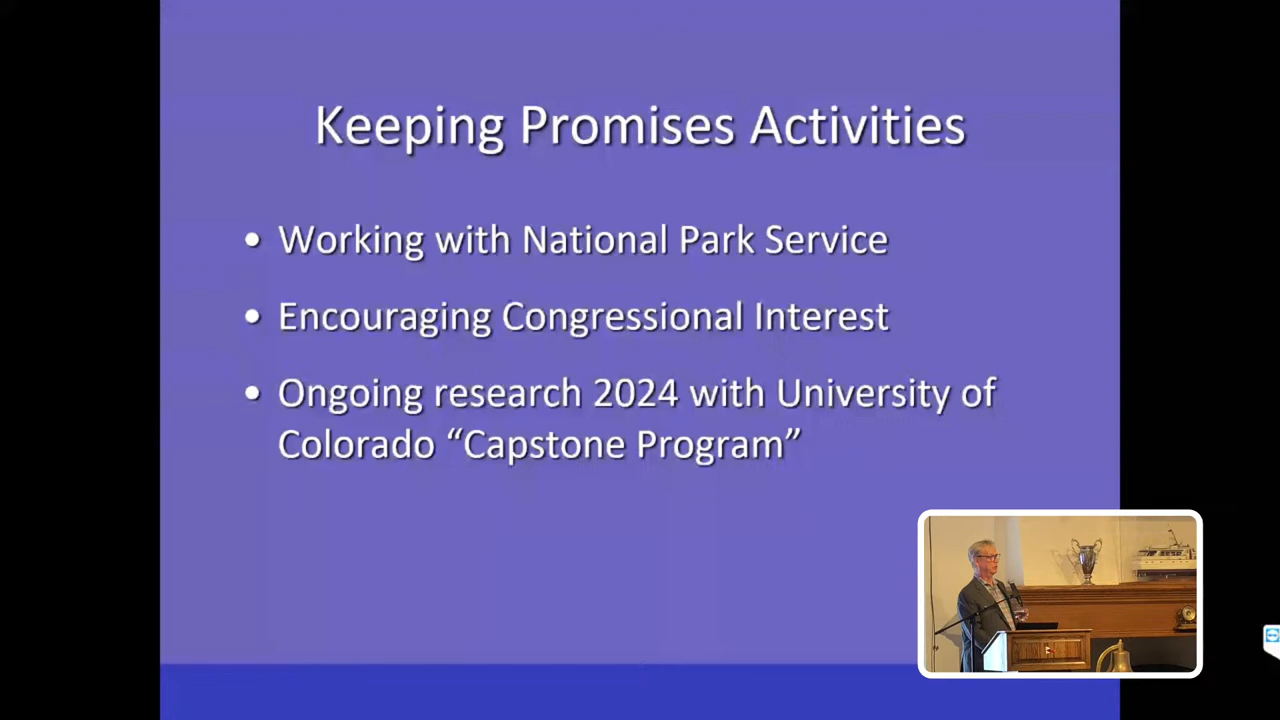 Keeping Promises Activities
• Working with National Park Service
• Encouraging Congressional Interest
• Ongoing research 2024 with University of
Colorado “Capstone Program”